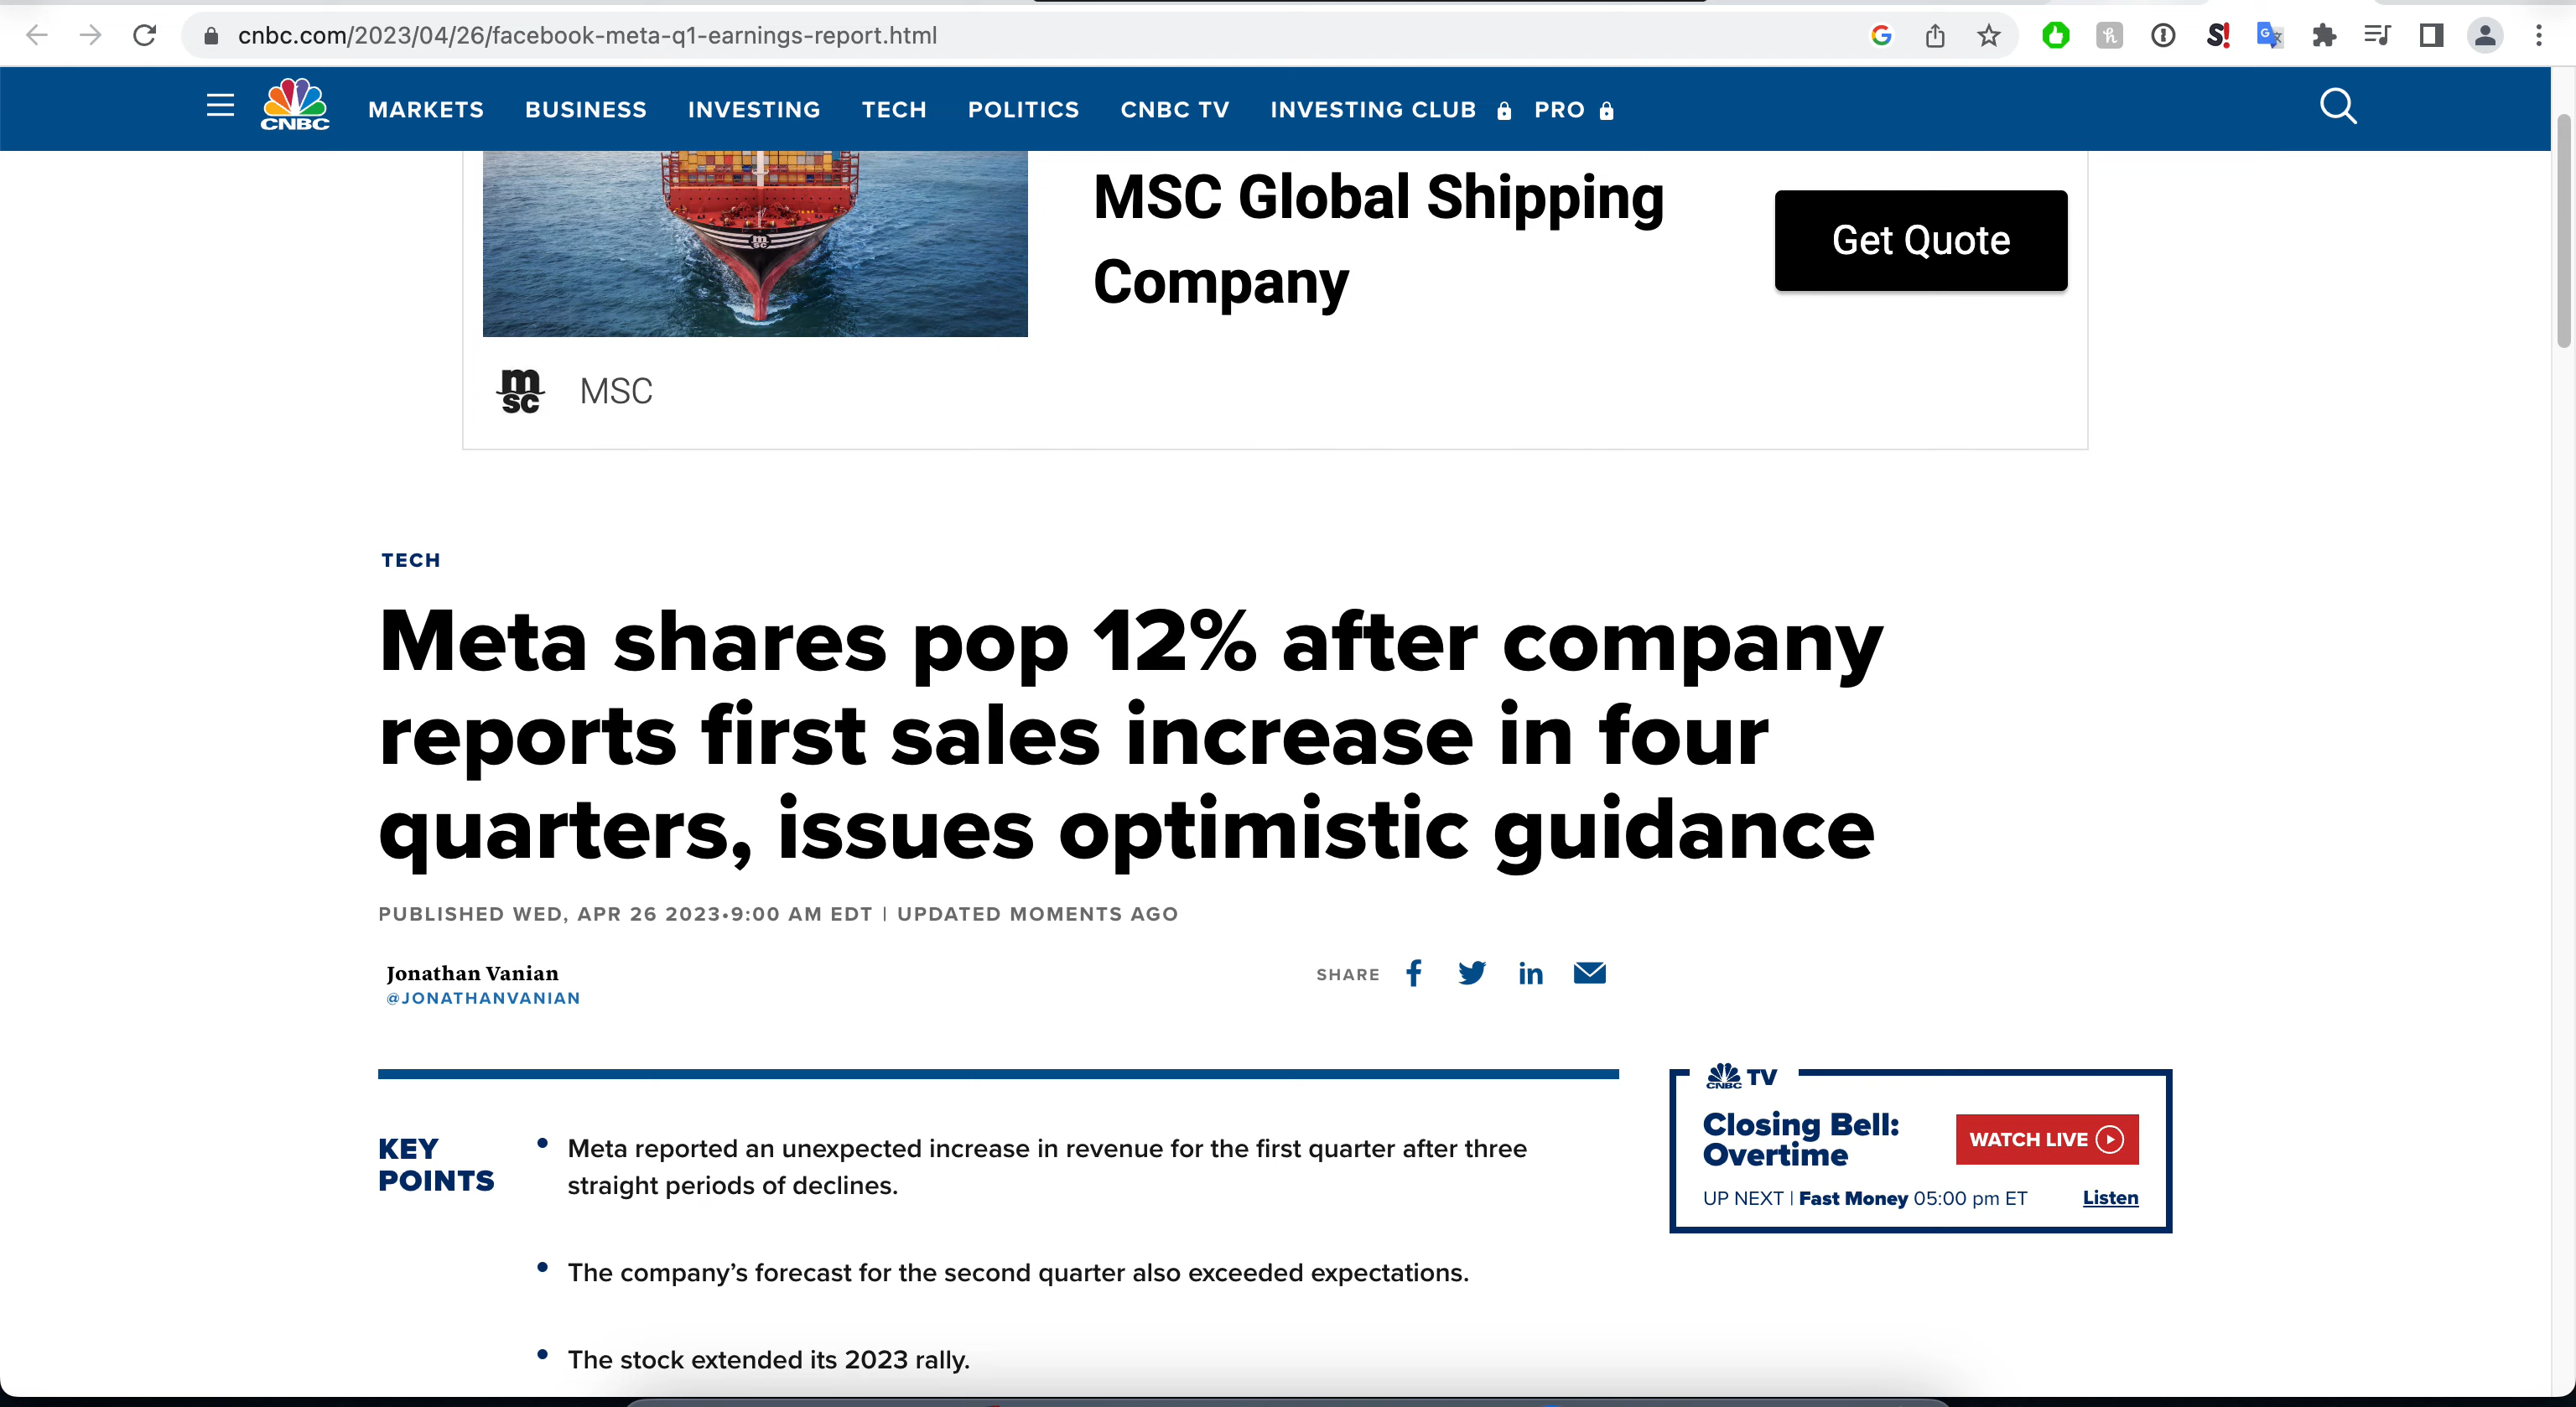 cnbc.com/2023/04/26/facebook-meta-q1-earnings-report.html
CNBC
MARKETS BUSINESS INVESTING TECH POLITICS CNBC TV INVESTING CLUB PRO
MSC Global Shipping
Company
Get Quote
MSC
MSC
TECH
Meta shares pop 12% after company
reports first sales increase in four
quarters, issues optimistic guidance
PUBLISHED WED, APR 26 2023•9:00 AM EDT | UPDATED MOMENTS AGO
Jonathan Vanian
@JONATHANVANIAN
SHARE
KEY
POINTS
• Meta reported an unexpected increase in revenue for the first quarter after three
straight periods of declines.
• The company’s forecast for the second quarter also exceeded expectations.
• The stock extended its 2023 rally.
CNBC TV
Closing Bell:
Overtime
WATCH LIVE
UP NEXT | Fast Money 05:00 pm ET
Listen